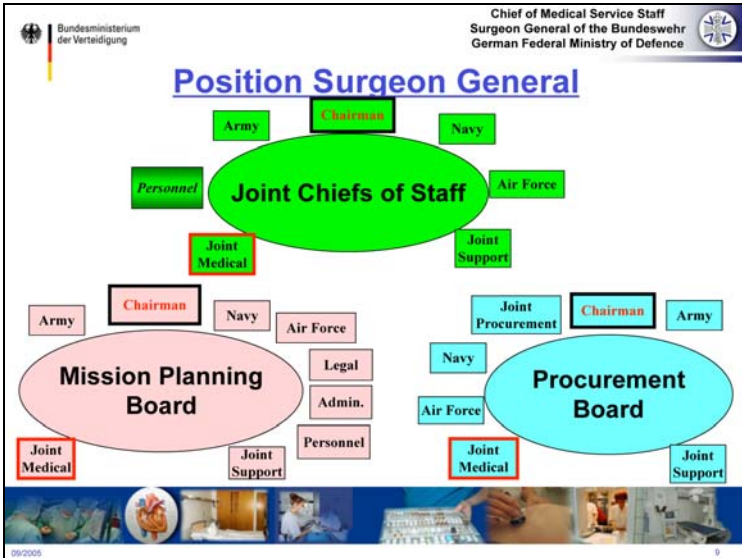 Bundesministerium
der Verteidigung
Chief of Medical Service Staff
Surgeon General of the Bundeswehr
German Federal Ministry of Defence
Position Surgeon General
Chairman
Army
Navy
Personnel
Joint Chiefs of Staff
Air Force
Joint
Medical
Joint
Support
Chairman
Army
Navy
Air Force
Legal
Mission Planning
Board
Admin.
Personnel
Joint
Medical
Joint
Support
Joint
Procurement
Chairman
Army
Navy
Procurement
Board
Air Force
Joint
Medical
Joint
Support
09/2005
9